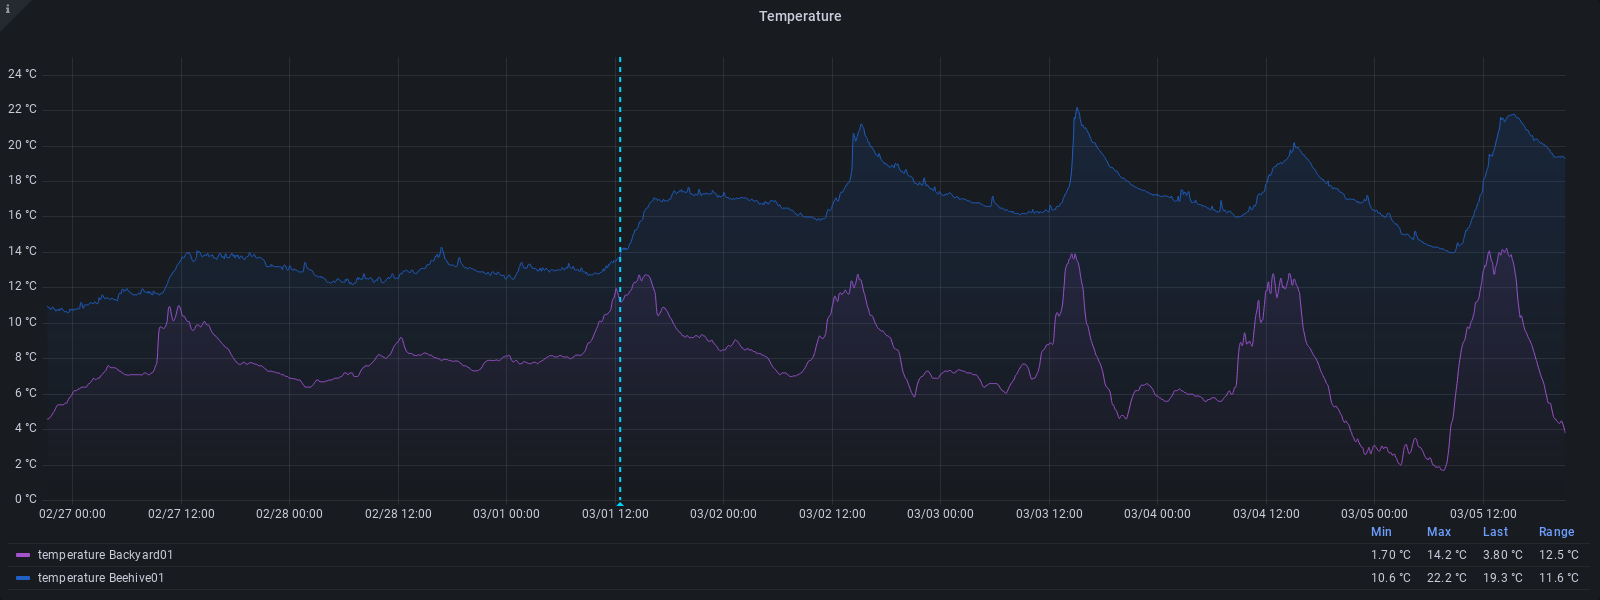 i
Temperature
24 °C
22 °C
20 °C
18 °C
16 °C
14 °C
12 °C
10 °C
8 °C
6 °C
4 °C
2 °C
0 °C
02/27 00:00 02/27 12:00 02/28 00:00 02/28 12:00 03/01 00:00 03/01 12:00 03/02 00:00 03/02 12:00 03/03 00:00 03/03 12:00 03/04 00:00 03/04 12:00 03/05 00:00 03/05 12:00
Min Max Last Range
temperature Backyard01 1.70 °C 14.2 °C 3.80 °C 12.5 °C
temperature Beehive01 10.6 °C 22.2 °C 19.3 °C 11.6 °C